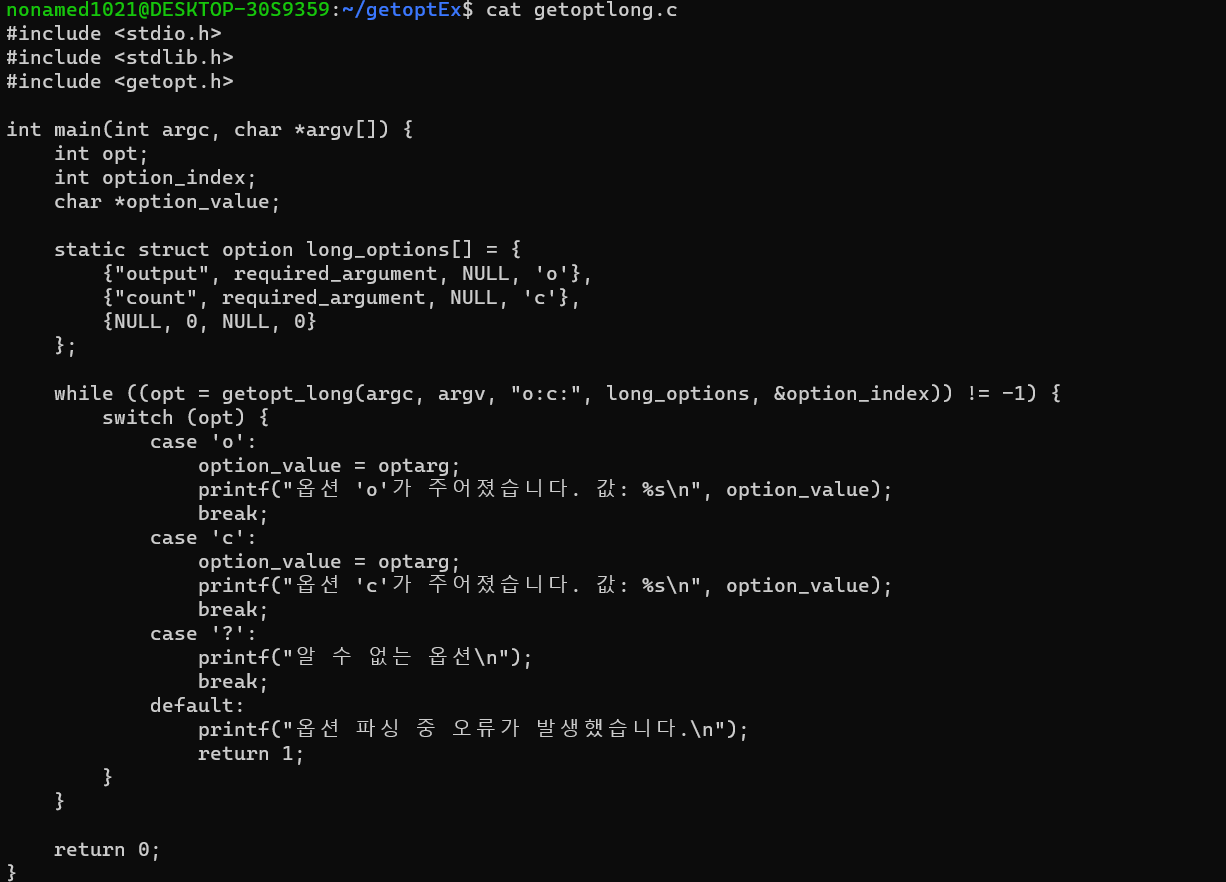 nonamed1021@DESKTOP-30S9359:~/getoptEx$ cat getoptlong.c
#include <stdio.h>
#include <stdlib.h>
#include <getopt.h>

int main(int argc, char *argv[]) {
    int opt;
    int option_index;
    char *option_value;

    static struct option long_options[] = {
        {"output", required_argument, NULL, 'o'},
        {"count", required_argument, NULL, 'c'},
        {NULL, 0, NULL, 0}
    };

    while ((opt = getopt_long(argc, argv, "o:c:", long_options, &option_index)) != -1) {
        switch (opt) {
            case 'o':
                option_value = optarg;
                printf("옵션 'o'가 주어졌습니다. 값: %s\n", option_value);
                break;
            case 'c':
                option_value = optarg;
                printf("옵션 'c'가 주어졌습니다. 값: %s\n", option_value);
                break;
            case '?':
                printf("알 수 없는 옵션\n");
                break;
            default:
                printf("옵션 파싱 중 오류가 발생했습니다.\n");
                return 1;
        }
    }

    return 0;
}